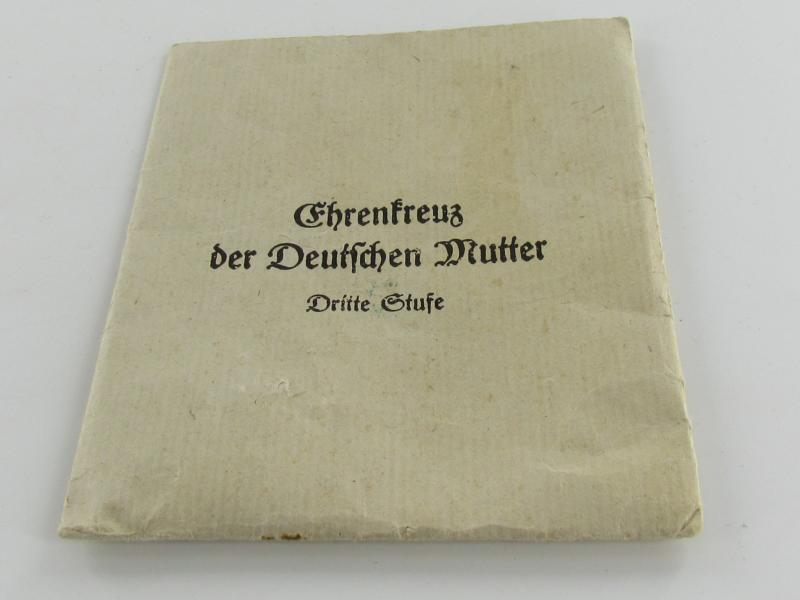 Ehrenkreuz
der Deutschen Mutter
Dritte Stufe